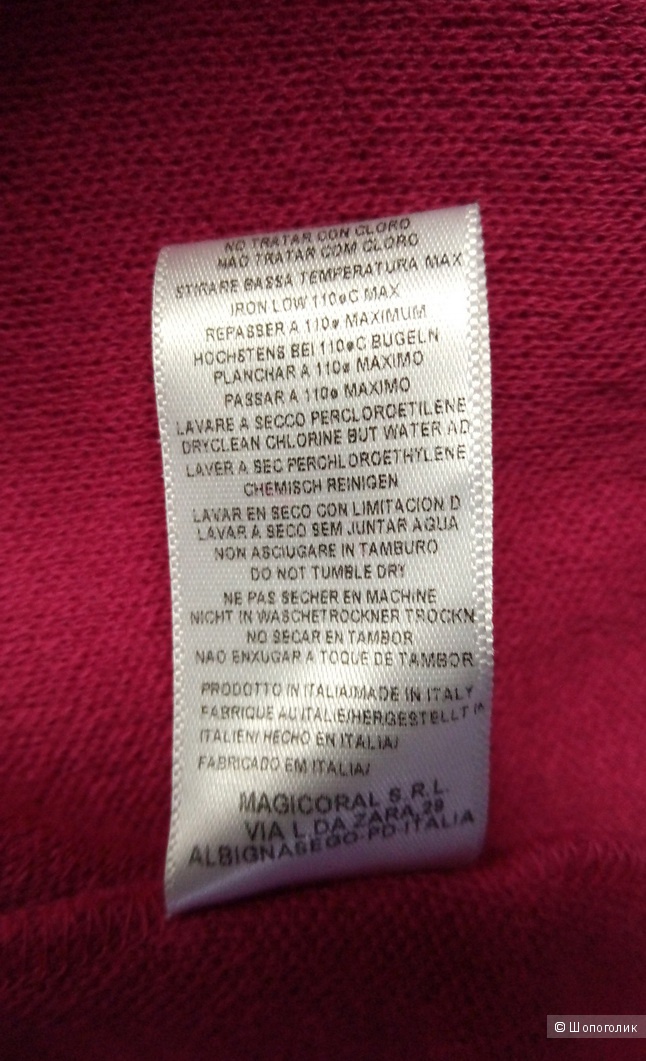 NO TRATAR CON CLORO
NAO TRATAR COM CLORO
STIRARE BASSA TEMPERATURA MAX
IRON LOW 110øC MAX
REPASSER A 110ø MAXIMUM
HOCHSTENS BEI 110øC BUGELN
PLANCHAR A 110ø MAXIMO
PASSAR A 110ø MAXIMO
LAVARE A SECCO PERCLOROETILENE
DRYCLEAN CHLORINE BUT WATER AD
LAVER A SEC PERCHLOROETHYLENE
CHEMISCH REINIGEN
LAVAR EN SECO CON LIMITACION D
LAVAR A SECO SEM JUNTAR AGUA
NON ASCIUGARE IN TAMBURO
DO NOT TUMBLE DRY
NE PAS SECHER EN MACHINE
NICHT IN WASCHETROCKNER TROCKN
NO SECAR EN TAMBOR
NAO ENXUGAR A TOQUE DE TAMBOR
PRODOTTO IN ITALIA/MADE IN ITALY
FABRIQUE AU ITALIE/HERGESTELLT IN
ITALIEN/ HECHO EN ITALIA/
FABRICADO EM ITALIA/
MAGICORAL S.R.L.
VIA L.DA ZARA,29
ALBIGNASEGO-PD-ITALIA
© Шопоголик